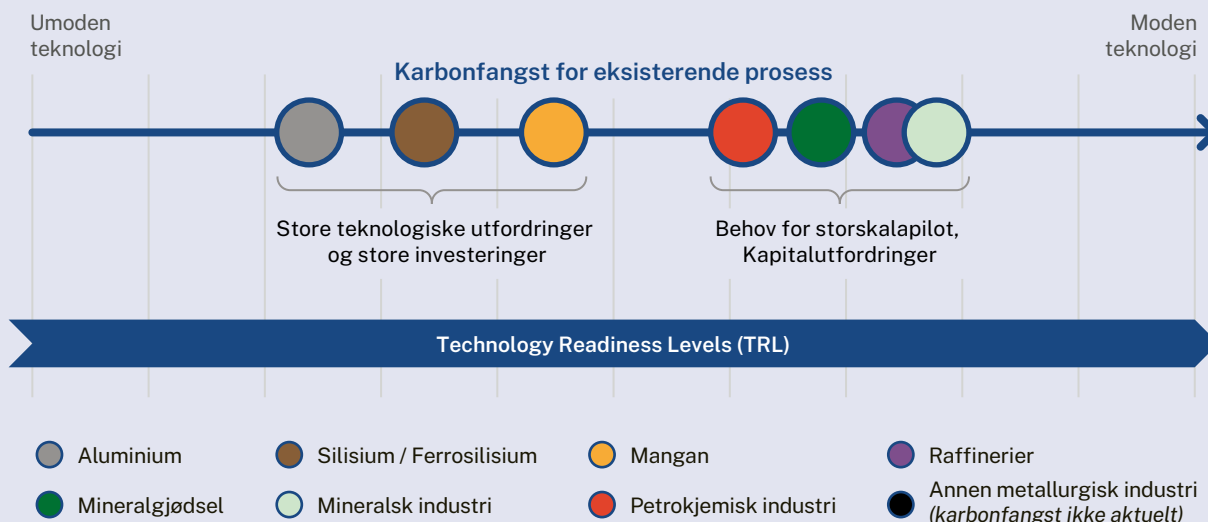 Umoden
teknologi
Moden
teknologi
Karbonfangst for eksisterende prosess
Store teknologiske utfordringer
og store investeringer
Behov for storskalapilot,
Kapitalutfordringer
Technology Readiness Levels (TRL)
Aluminium
Silisium / Ferrosilisium
Mangan
Raffinerier
Mineralgjødsel
Mineralsk industri
Petrokjemisk industri
Annen metallurgisk industri
(karbonfangst ikke aktuelt)